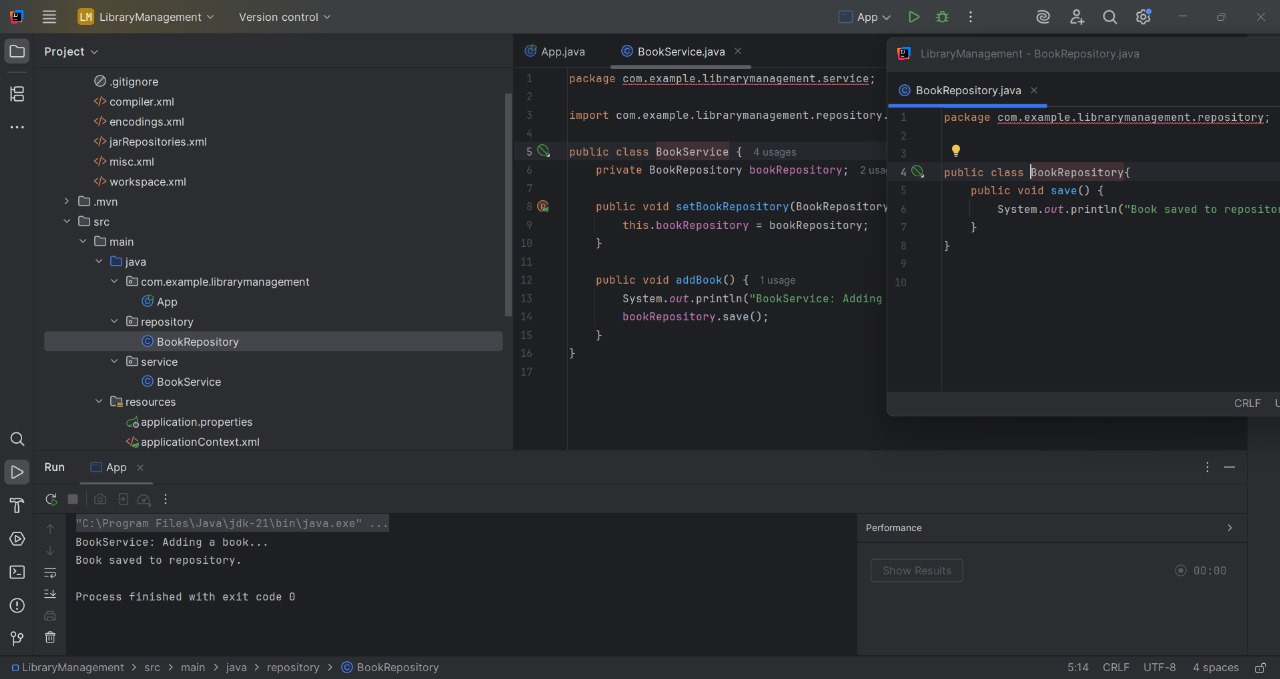 LM LibraryManagement Version control App
Project
.gitignore
compiler.xml
encodings.xml
jarRepositories.xml
misc.xml
workspace.xml
.mvn
src
main
java
com.example.librarymanagement
App
repository
BookRepository
service
BookService
resources
application.properties
applicationContext.xml
App.java BookService.java
1 package com.example.librarymanagement.service;
2
3 import com.example.librarymanagement.repository.
4
5 public class BookService { 4 usages
6 private BookRepository bookRepository; 2 usa
7
8 public void setBookRepository(BookRepository
9 this.bookRepository = bookRepository;
10 }
11
12 public void addBook() { 1 usage
13 System.out.println("BookService: Adding
14 bookRepository.save();
15 }
16 }
17
LibraryManagement - BookRepository.java
BookRepository.java
1 package com.example.librarymanagement.repository;
2
3
4 public class BookRepository{
5 public void save() {
6 System.out.println("Book saved to repositor
7 }
8 }
9
10
CRLF U
Run App
"C:\Program Files\Java\jdk-21\bin\java.exe" ...
BookService: Adding a book...
Book saved to repository.
Process finished with exit code 0
Performance
Show Results 00:00
LibraryManagement > src > main > java > repository > BookRepository
5:14 CRLF UTF-8 4 spaces